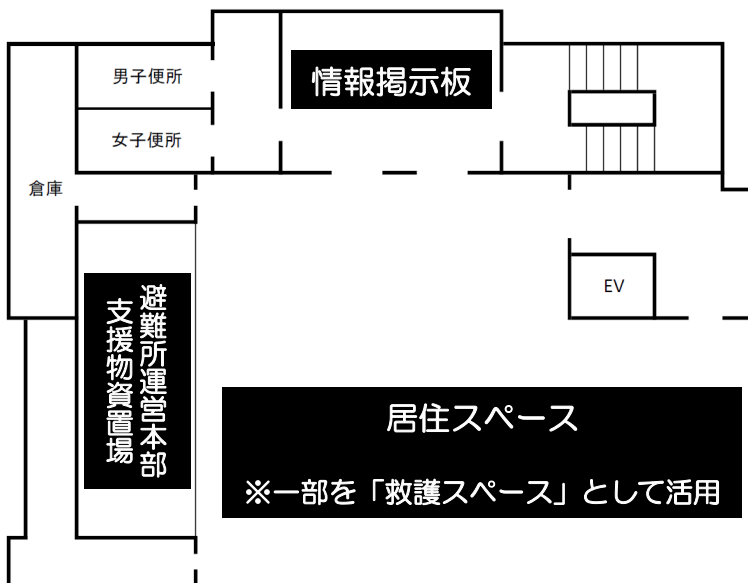 男子便所
情報掲示板
女子便所
倉庫
EV
避難所運営本部
支援物資置場
居住スペース
※一部を「救護スペース」として活用